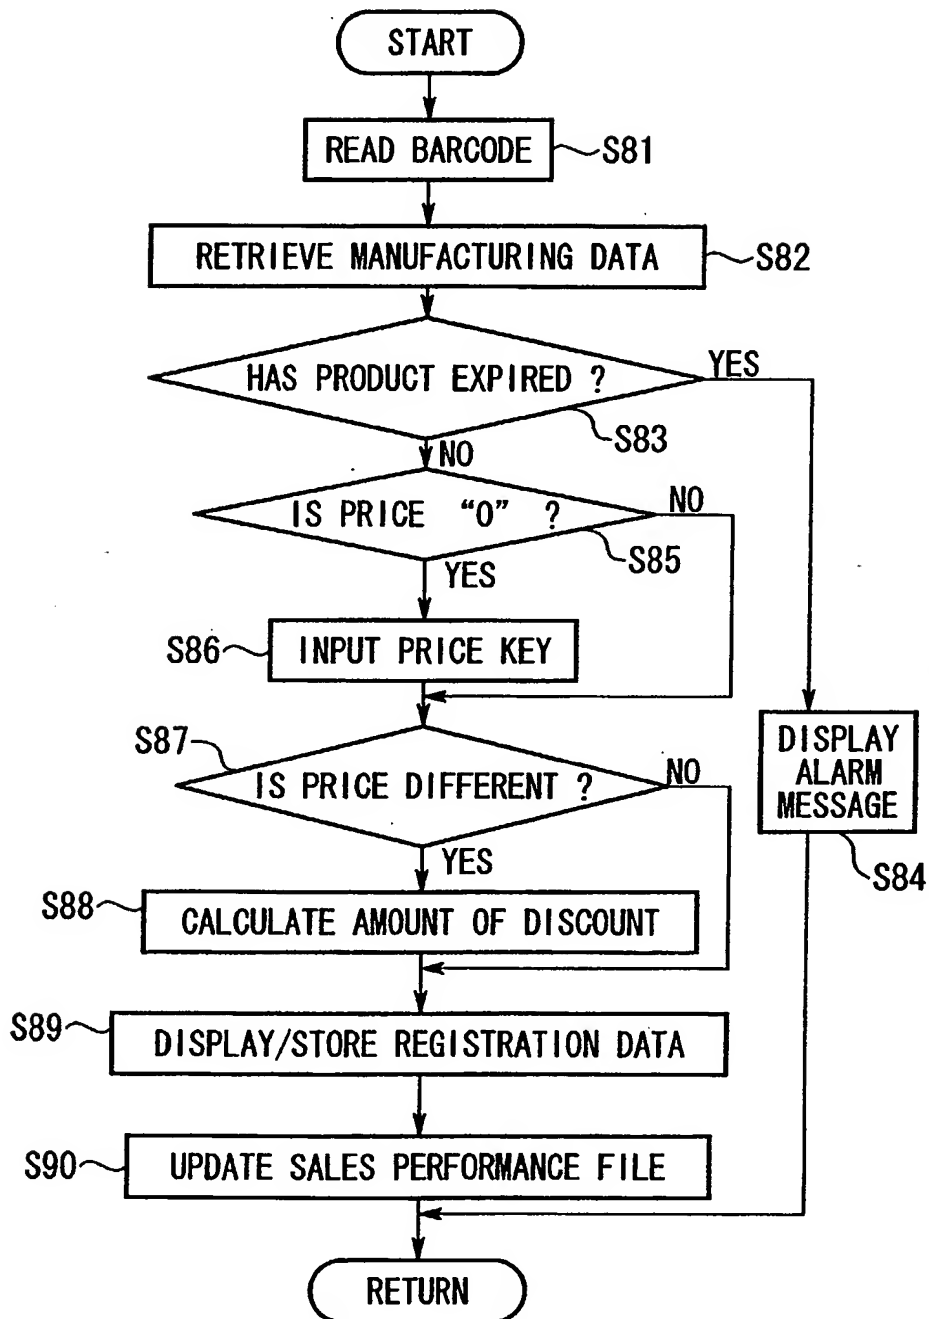 START
READ BARCODE
S81
RETRIEVE MANUFACTURING DATA
S82
HAS PRODUCT EXPIRED ?
YES
S83
NO
IS PRICE “0” ?
NO
S85
YES
S86
INPUT PRICE KEY
S87
IS PRICE DIFFERENT ?
NO
DISPLAY
ALARM
MESSAGE
S84
YES
S88
CALCULATE AMOUNT OF DISCOUNT
S89
DISPLAY/STORE REGISTRATION DATA
S90
UPDATE SALES PERFORMANCE FILE
RETURN